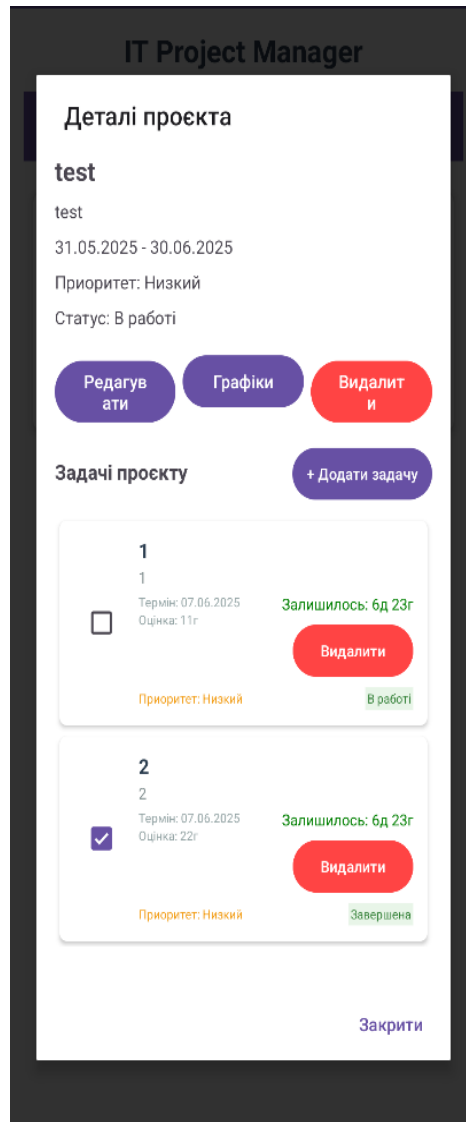 IT Project Manager
Деталі проєкта
test
test
31.05.2025 - 30.06.2025
Приоритет: Низкий
Статус: В работі
Редагув
ати
Графіки
Видалит
и
Задачі проєкту
+ Додати задачу
1
1
Термін: 07.06.2025
Оцінка: 11г
Залишилось: 6д 23г
Видалити
Приоритет: Низкий
В работі
2
2
Термін: 07.06.2025
Оцінка: 22г
Залишилось: 6д 23г
Видалити
Приоритет: Низкий
Завершена
Закрити